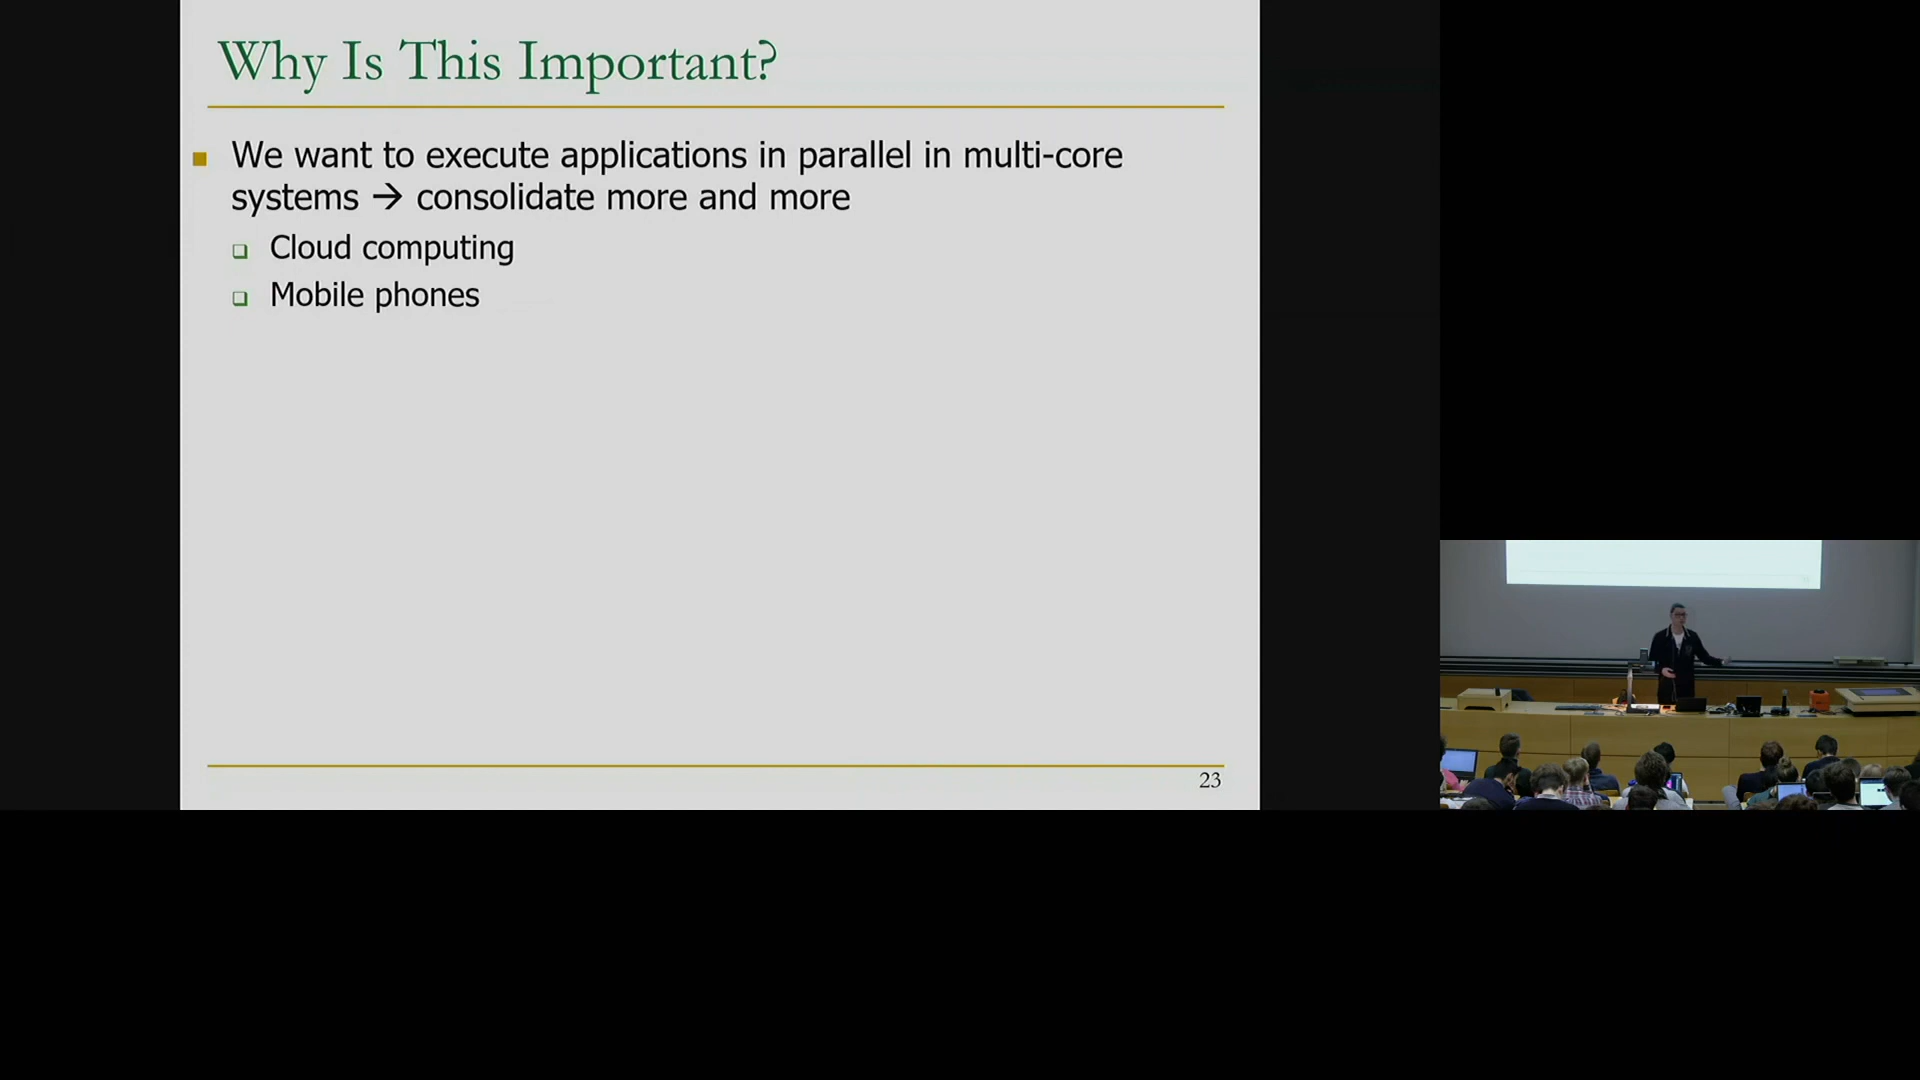 Why Is This Important?
We want to execute applications in parallel in multi-core
systems → consolidate more and more
Cloud computing
Mobile phones
23